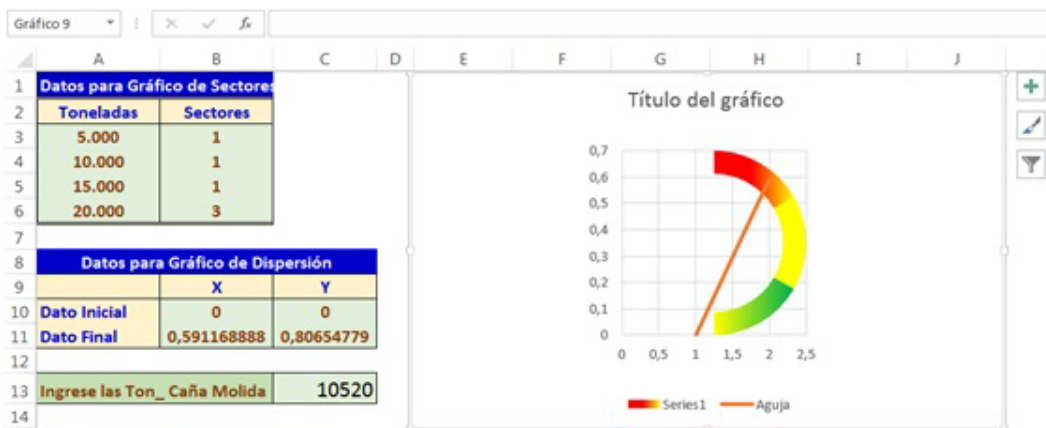 Gráfico 9
fx
A B C D E F G H I J
1 Datos para Gráfico de Sectores
2 Toneladas Sectores
3 5.000 1
4 10.000 1
5 15.000 1
6 20.000 3
7
8 Datos para Gráfico de Dispersión
9 X Y
10 Dato Inicial 0 0
11 Dato Final 0,591168888 0,80654779
12
13 Ingrese las Ton_ Caña Molida 10520
14
Título del gráfico
0,7
0,6
0,5
0,4
0,3
0,2
0,1
0
0 0,5 1 1,5 2 2,5
Series1 Aguja